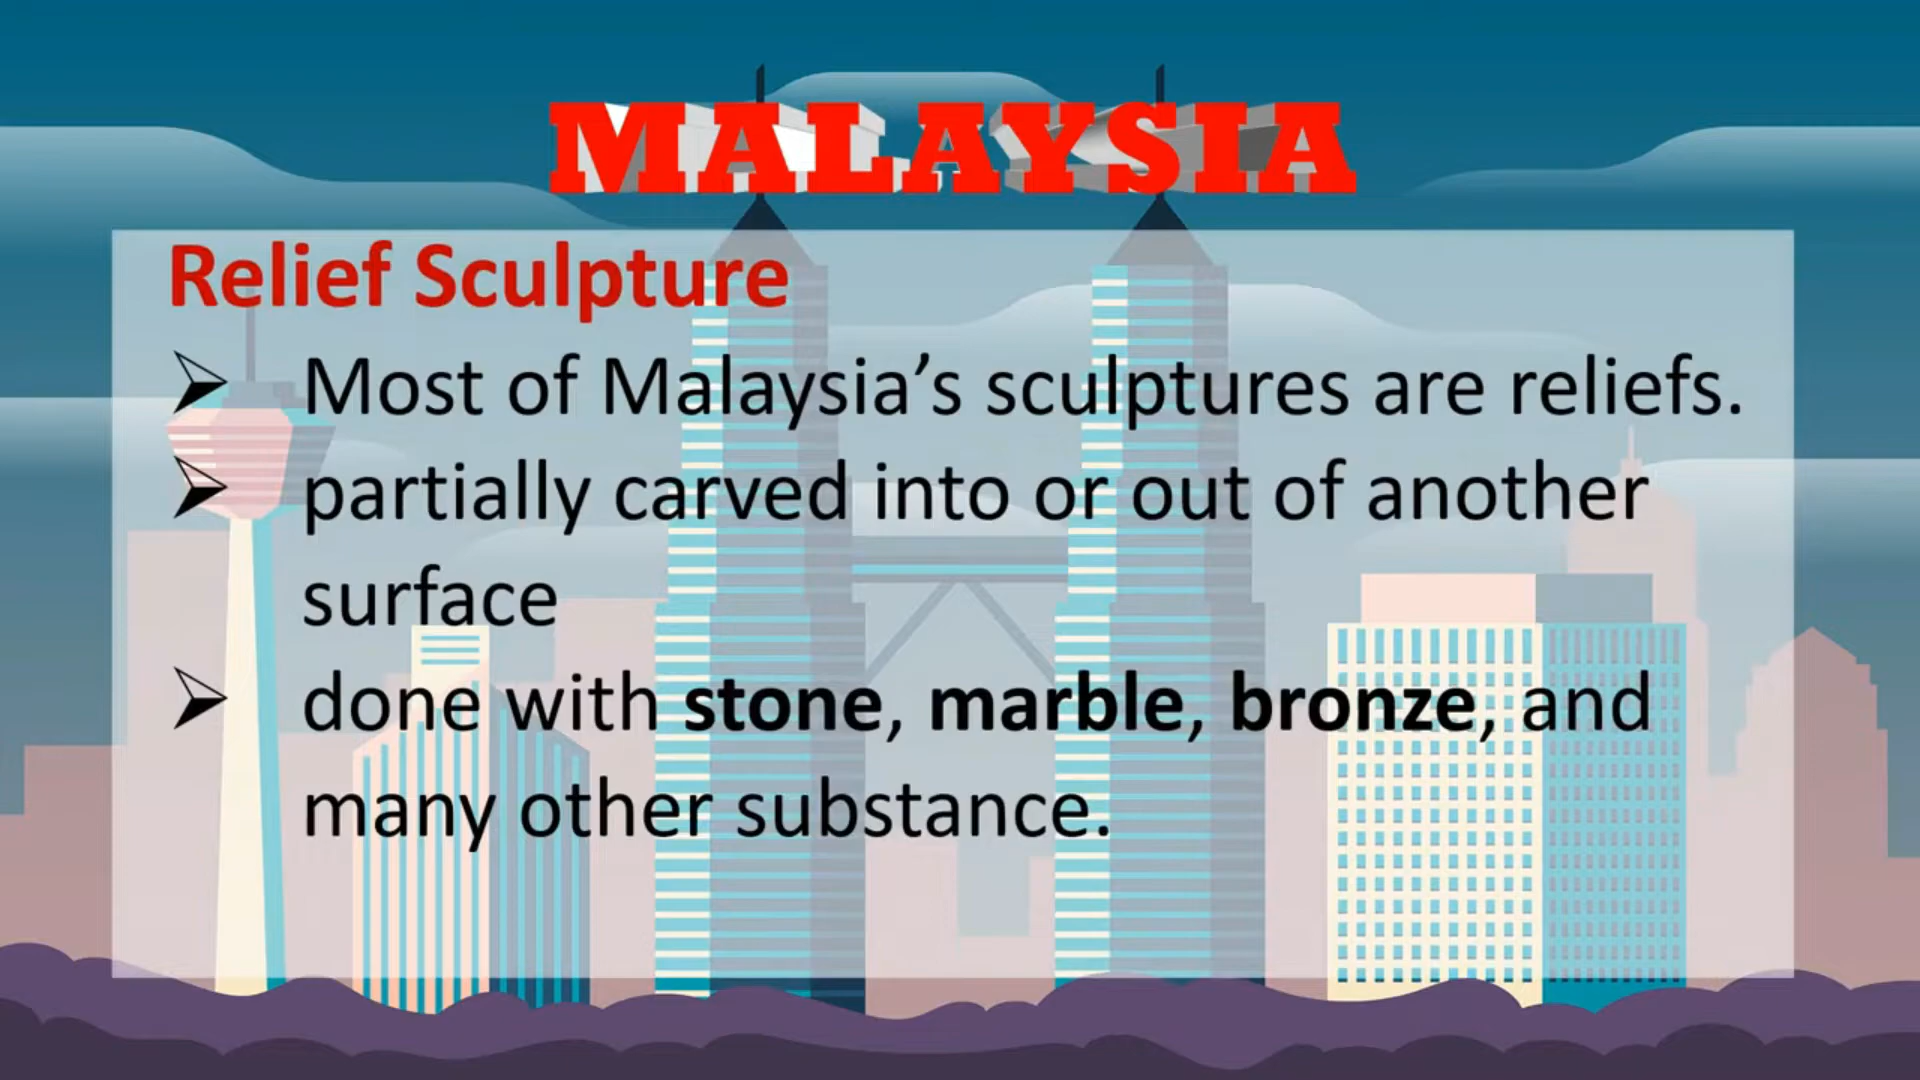 MALAYSIA
Relief Sculpture
➢ Most of Malaysia’s sculptures are reliefs.
➢ partially carved into or out of another
surface
➢ done with stone, marble, bronze, and
many other substance.